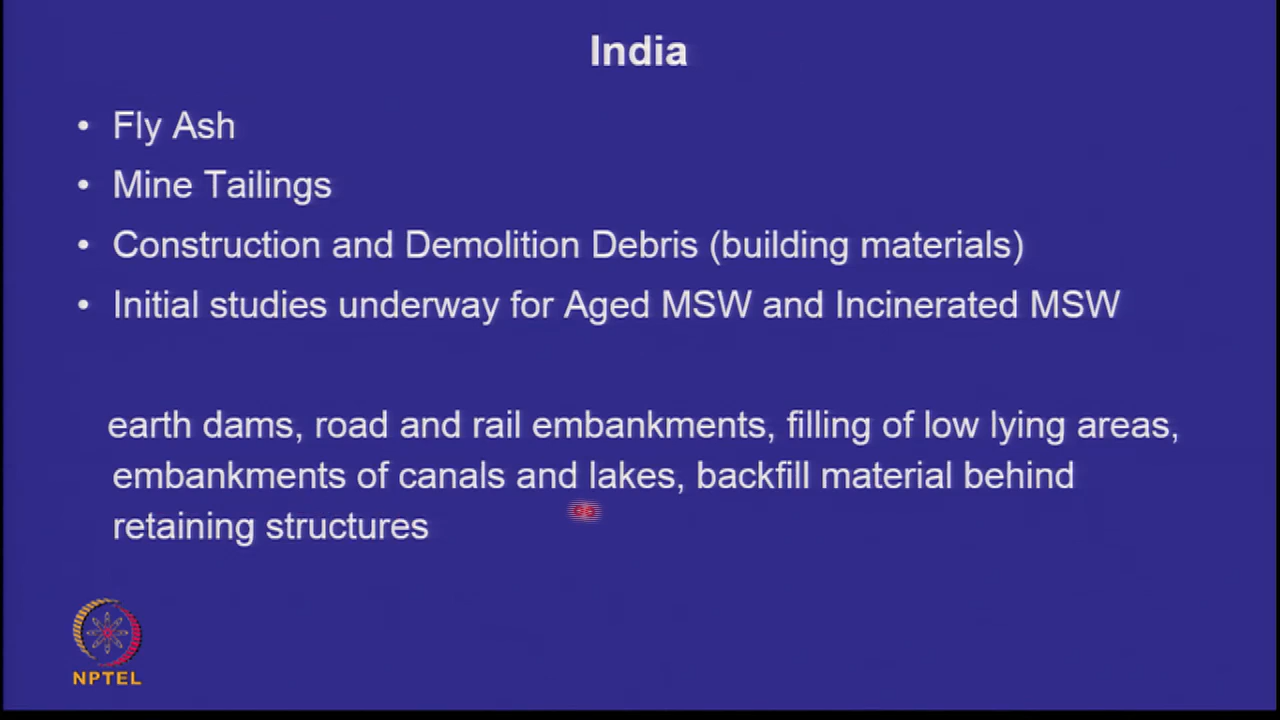 India
• Fly Ash
• Mine Tailings
• Construction and Demolition Debris (building materials)
• Initial studies underway for Aged MSW and Incinerated MSW
earth dams, road and rail embankments, filling of low lying areas,
embankments of canals and lakes, backfill material behind
retaining structures
NPTEL